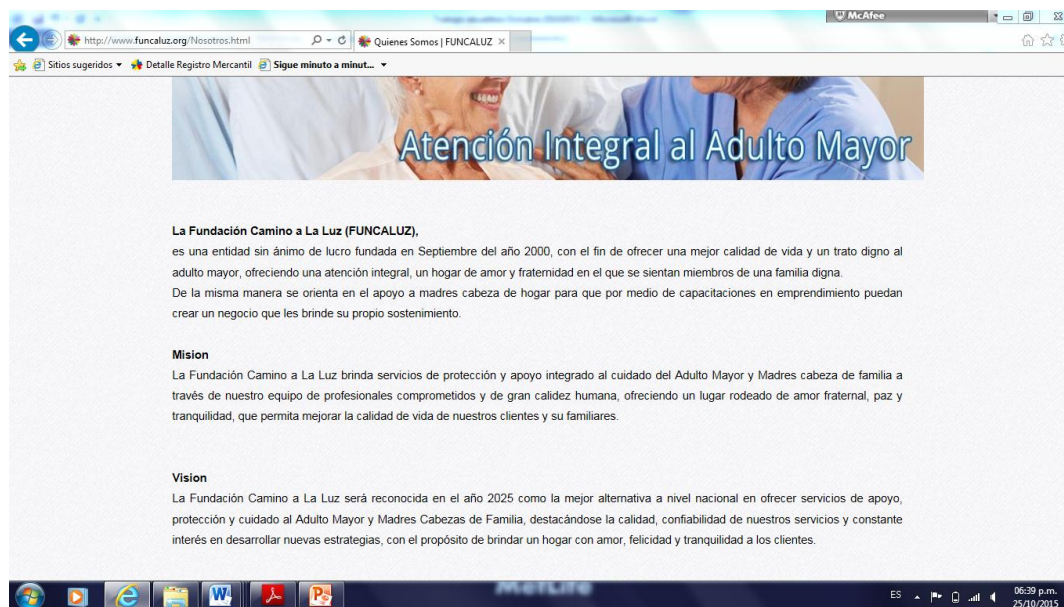 McAfee
http://www.funcaluz.org/Nosotros.html
Quienes Somos | FUNCALUZ
Sitios sugeridos
Detalle Registro Mercantil
Sigue minuto a minut...
Atención Integral al Adulto Mayor
La Fundación Camino a La Luz (FUNCALUZ),
es una entidad sin ánimo de lucro fundada en Septiembre del año 2000, con el fin de ofrecer una mejor calidad de vida y un trato digno al
adulto mayor, ofreciendo una atención integral, un hogar de amor y fraternidad en el que se sientan miembros de una familia digna.
De la misma manera se orienta en el apoyo a madres cabeza de hogar para que por medio de capacitaciones en emprendimiento puedan
crear un negocio que les brinde su propio sostenimiento.
Mision
La Fundación Camino a La Luz brinda servicios de protección y apoyo integrado al cuidado del Adulto Mayor y Madres cabeza de familia a
través de nuestro equipo de profesionales comprometidos y de gran calidez humana, ofreciendo un lugar rodeado de amor fraternal, paz y
tranquilidad, que permita mejorar la calidad de vida de nuestros clientes y su familiares.
Vision
La Fundación Camino a La Luz será reconocida en el año 2025 como la mejor alternativa a nivel nacional en ofrecer servicios de apoyo,
protección y cuidado al Adulto Mayor y Madres Cabezas de Familia, destacándose la calidad, confiabilidad de nuestros servicios y constante
interés en desarrollar nuevas estrategias, con el propósito de brindar un hogar con amor, felicidad y tranquilidad a los clientes.
MetLife
ES
06:39 p.m.
25/10/2015